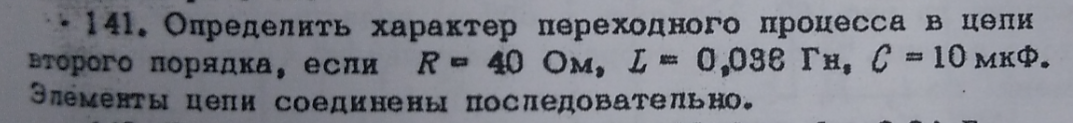 141. Определить характер переходного процесса в цепи
второго порядка, если R = 40 Ом, L = 0,038 Гн, C = 10 мкФ.
Элементы цепи соединены последовательно.